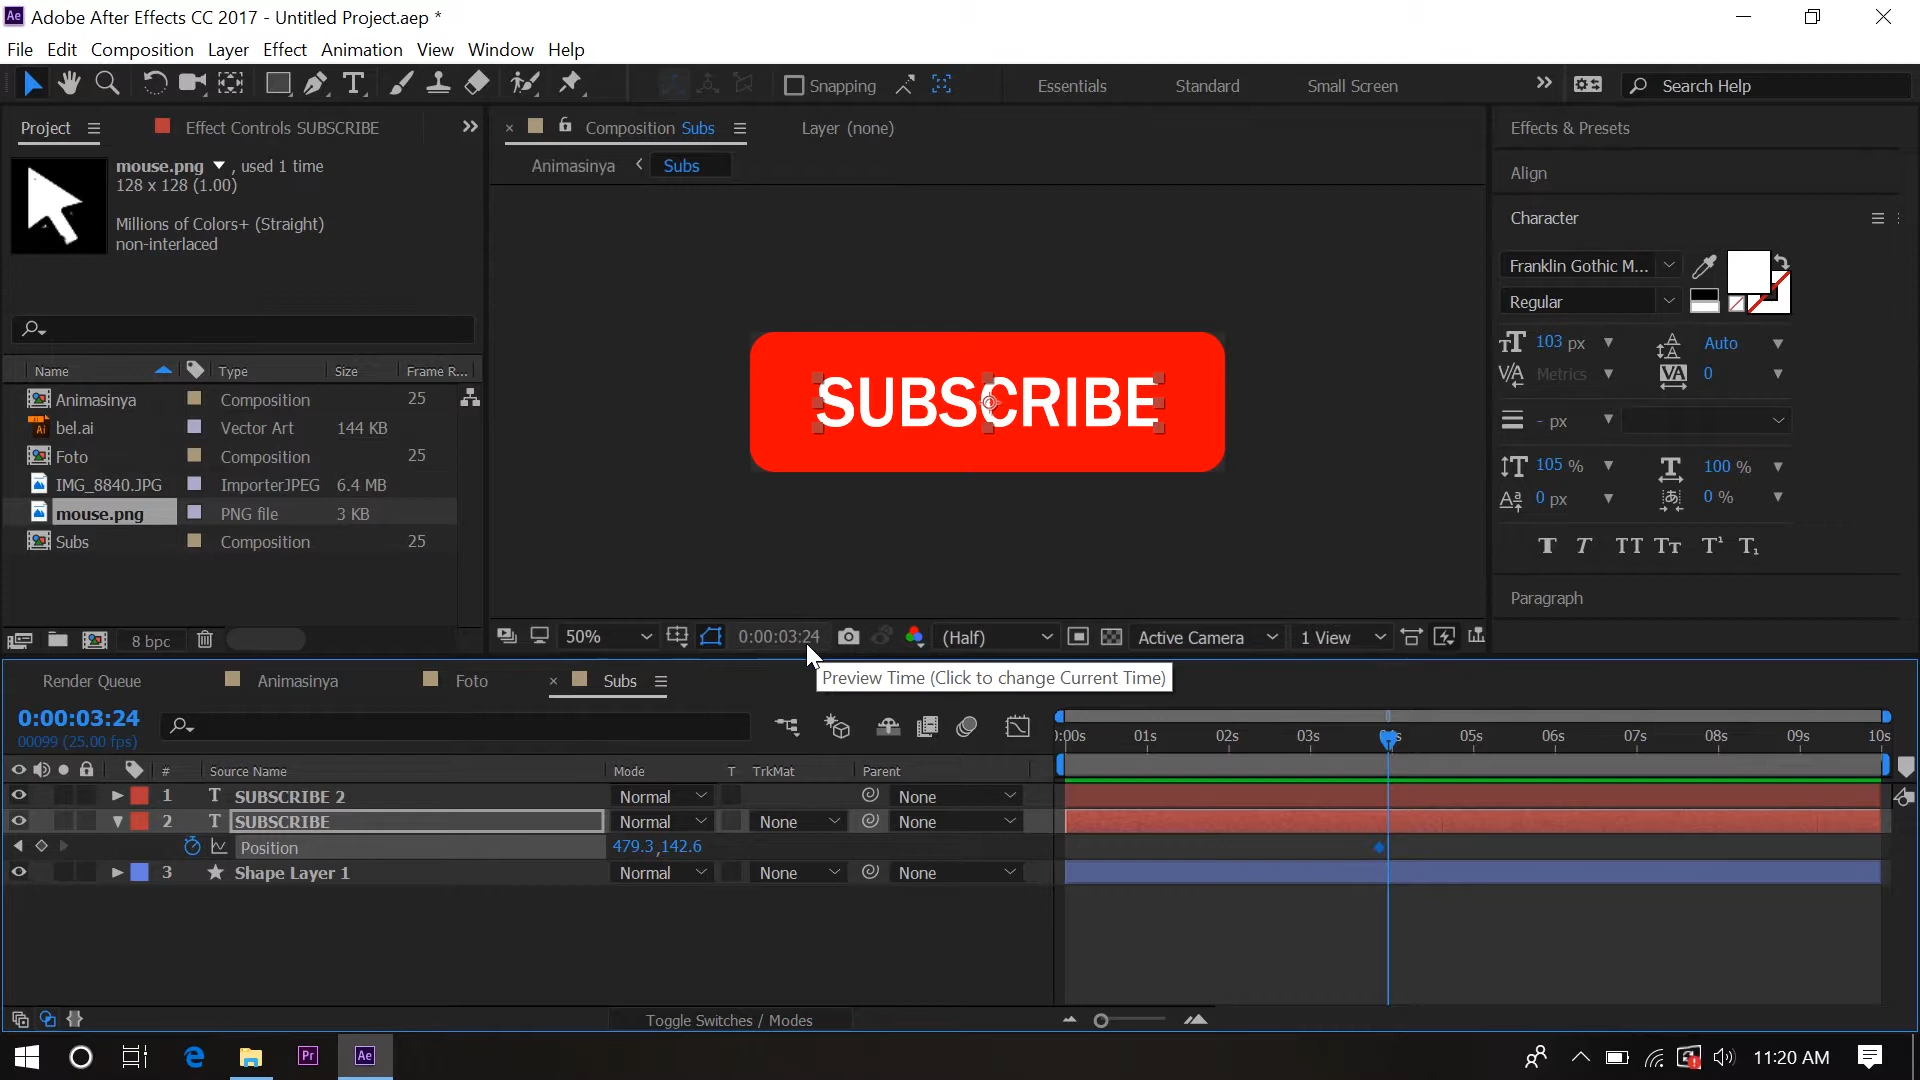 Ae Adobe After Effects CC 2017 - Untitled Project.aep *
File Edit Composition Layer Effect Animation View Window Help
Snapping Essentials Standard Small Screen Search Help
Project Effect Controls SUBSCRIBE Composition Subs Layer (none) Effects & Presets
mouse.png , used 1 time
128 x 128 (1.00)
Millions of Colors+ (Straight)
non-interlaced
Animasinya Subs
Align
Character
Franklin Gothic M...
Regular
103 px Auto
Metrics 0
- px
105 % 100 %
0 px 0 %
T T TT Tт T¹ T₁
Paragraph
SUBSCRIBE
Name Type Size Frame R...
Animasinya Composition 25
bel.ai Vector Art 144 KB
Foto Composition 25
IMG_8840.JPG ImporterJPEG 6.4 MB
mouse.png PNG file 3 KB
Subs Composition 25
8 bpc
50% 0:00:03:24 (Half) Active Camera 1 View
Preview Time (Click to change Current Time)
Render Queue Animasinya Foto Subs
0:00:03:24
00099 (25.00 fps)
):00s 01s 02s 03s 05s 06s 07s 08s 09s 10s
# Source Name Mode T TrkMat Parent
1 T SUBSCRIBE 2 Normal None
2 T SUBSCRIBE Normal None None
Position 479.3,142.6
3 Shape Layer 1 Normal None None
Toggle Switches / Modes
Pr Ae 11:20 AM